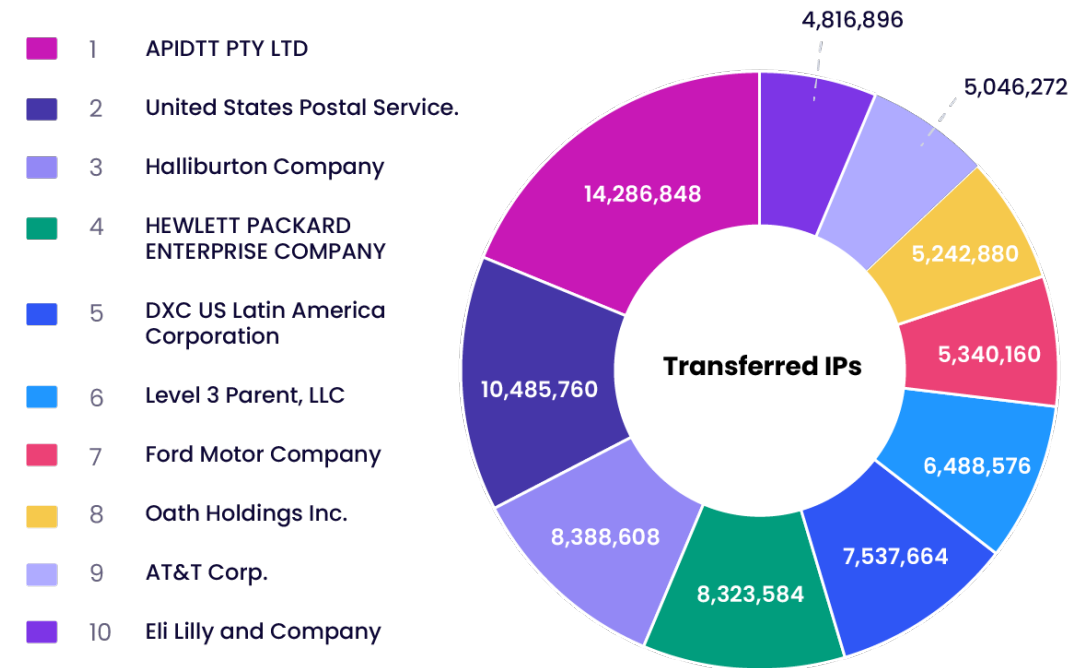 1 APIDTT PTY LTD
2 United States Postal Service.
3 Halliburton Company
4 HEWLETT PACKARD
ENTERPRISE COMPANY
5 DXC US Latin America
Corporation
6 Level 3 Parent, LLC
7 Ford Motor Company
8 Oath Holdings Inc.
9 AT&T Corp.
10 Eli Lilly and Company
4,816,896
5,046,272
14,286,848
5,242,880
5,340,160
Transferred IPs
10,485,760
6,488,576
8,388,608
7,537,664
8,323,584